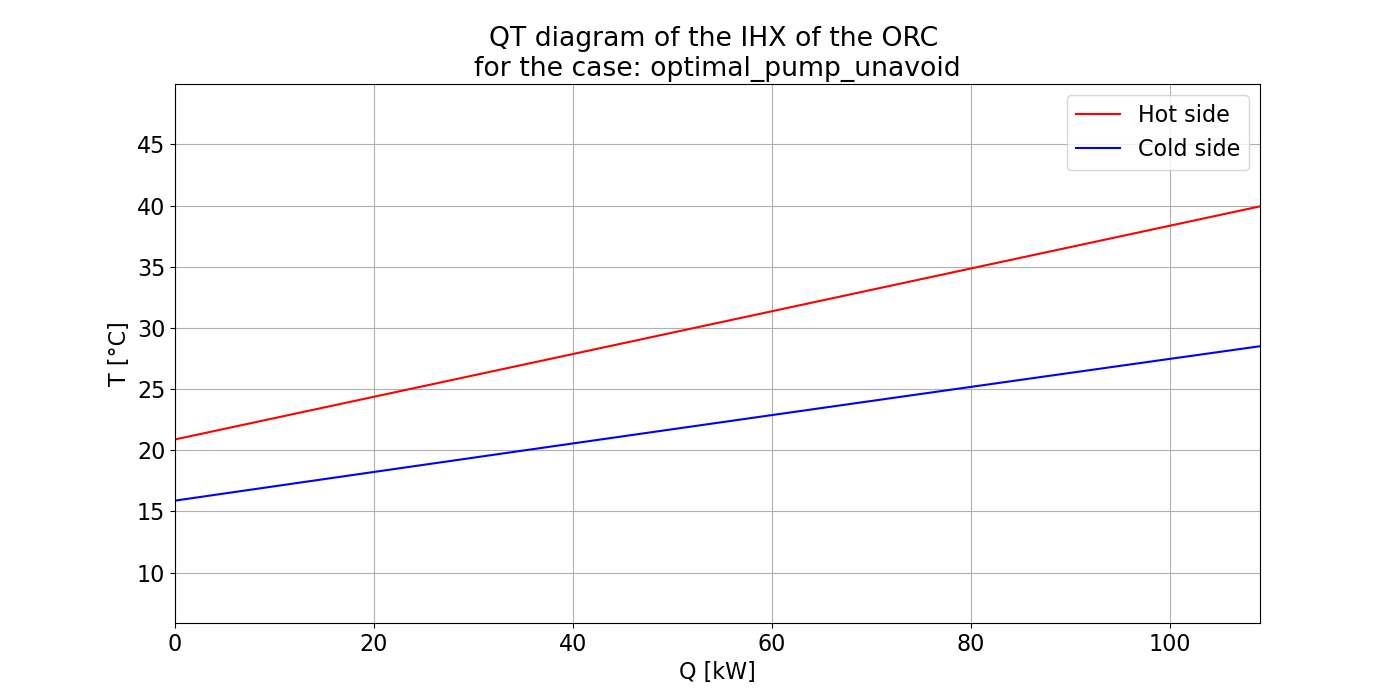 QT diagram of the IHX of the ORC
for the case: optimal_pump_unavoid
Hot side
Cold side
T [°C]
45
40
35
30
25
20
15
10
0 20 40 60 80 100
Q [kW]